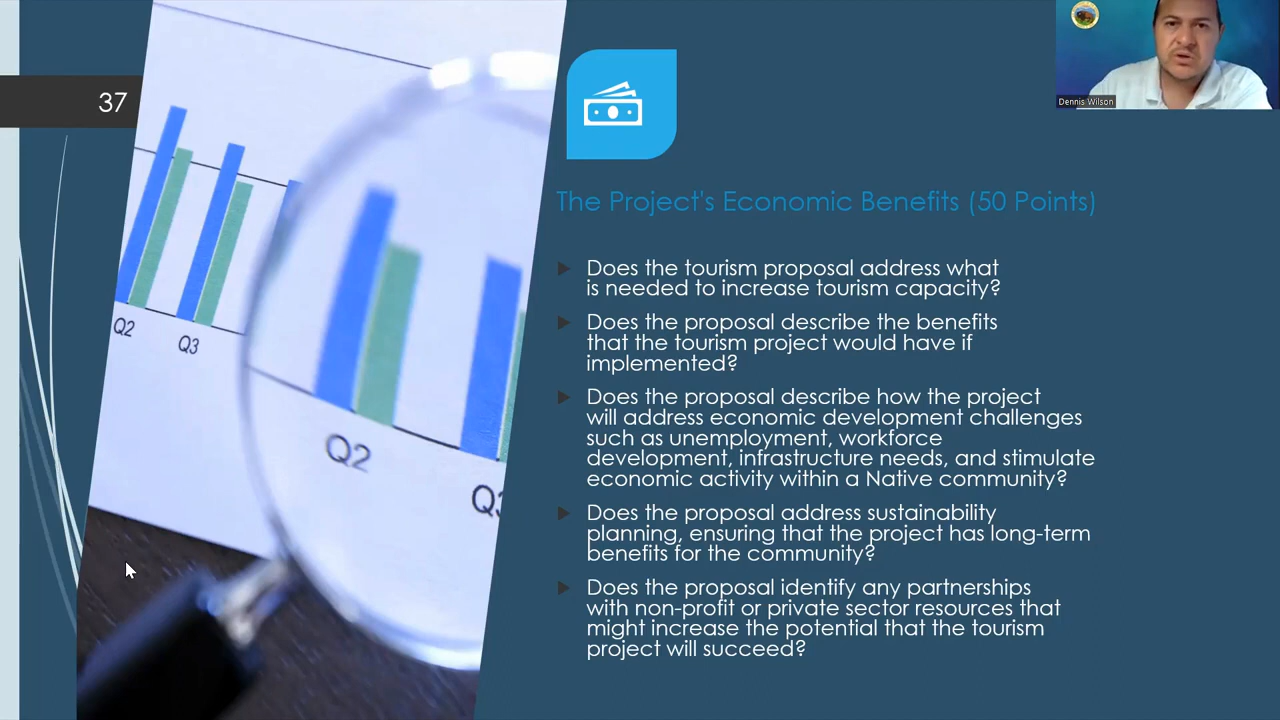 37
Dennis Wilson
The Project's Economic Benefits (50 Points)
Does the tourism proposal address what
is needed to increase tourism capacity?
Does the proposal describe the benefits
that the tourism project would have if
implemented?
Does the proposal describe how the project
will address economic development challenges
such as unemployment, workforce
development, infrastructure needs, and stimulate
economic activity within a Native community?
Does the proposal address sustainability
planning, ensuring that the project has long-term
benefits for the community?
Does the proposal identify any partnerships
with non-profit or private sector resources that
might increase the potential that the tourism
project will succeed?
Q2
Q3
Q2
Q3